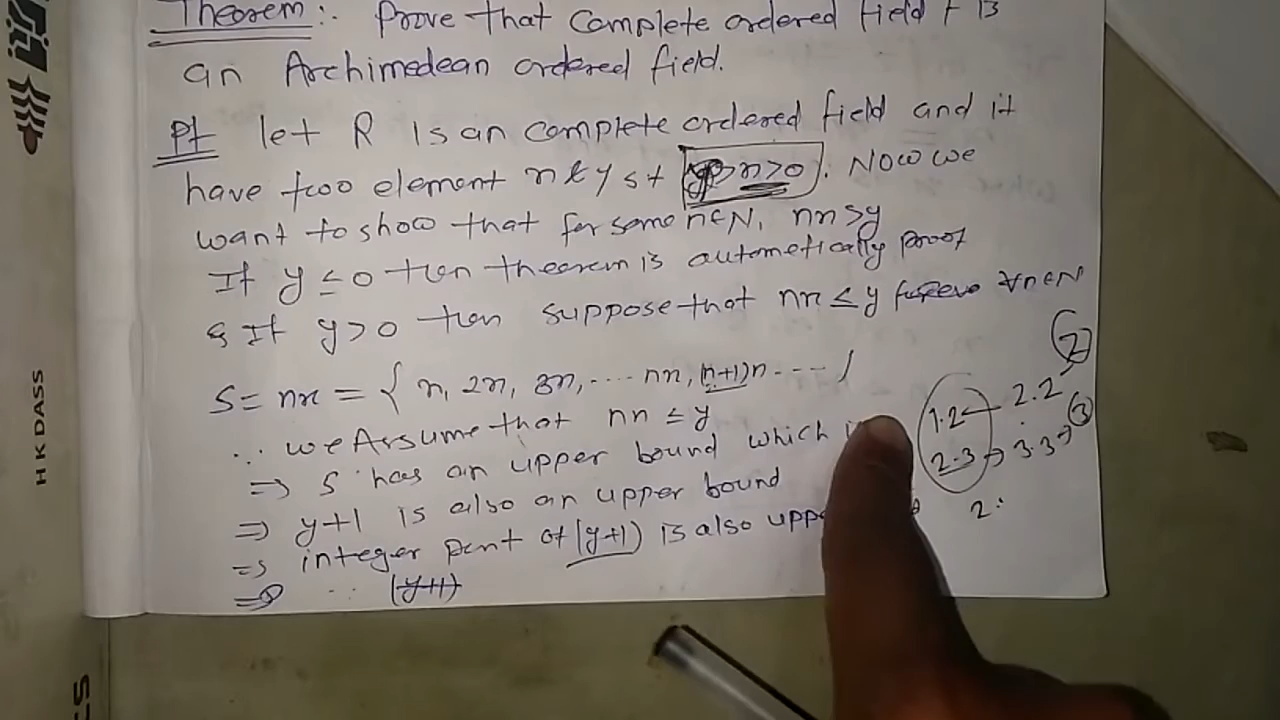 Theorem:. Prove that Complete ordered field is
an Archimedean ordered field.
Pf let R is an complete ordered field and it
have two element x & y s t x>0. Now we
want to show that for some n∈N, nx>y
If y ≤ 0 then theorem is autometically proof
& If y>0 then suppose that nx ≤ y ∀n∈N
S = nx = { x, 2x, 3x, .... nx, (n+1)x .... }
∴ we Assume that nx ≤ y
⇒ S has an upper bound which
⇒ y+1 is also an upper bound
⇒ integer part of (y+1) is also
⇒ ∴ (y+1)
2
1.2 ← 2.2
3
2.3 → 3.3
2.
HK DASS